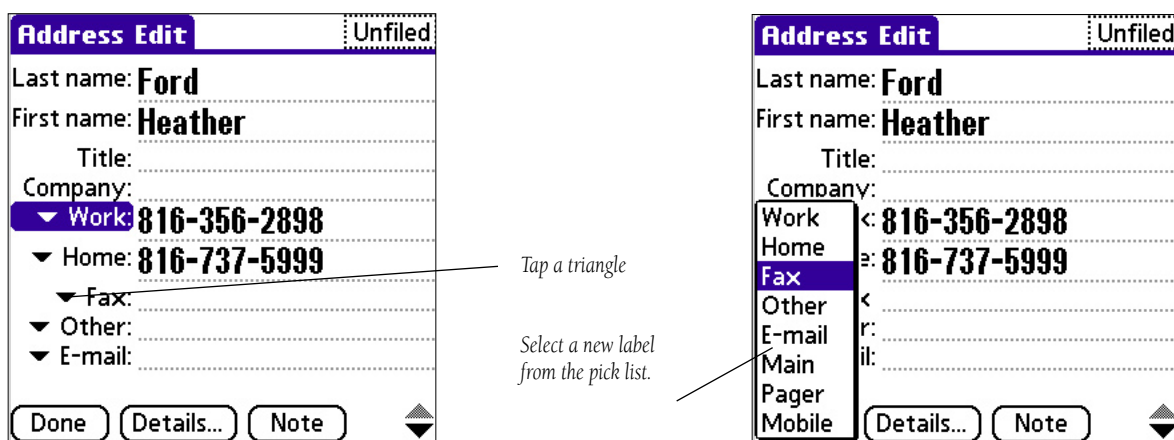 Address Edit Unfiled
Last name: Ford
First name: Heather
Title:
Company:
Work: 816-356-2898
Home: 816-737-5999
Fax:
Other:
E-mail:
Done Details... Note
Tap a triangle
Select a new label
from the pick list.
Address Edit Unfiled
Last name: Ford
First name: Heather
Title:
Company:
Work k: 816-356-2898
Home e: 816-737-5999
Fax x
Other r:
E-mail il:
Main
Pager
Mobile Details... Note